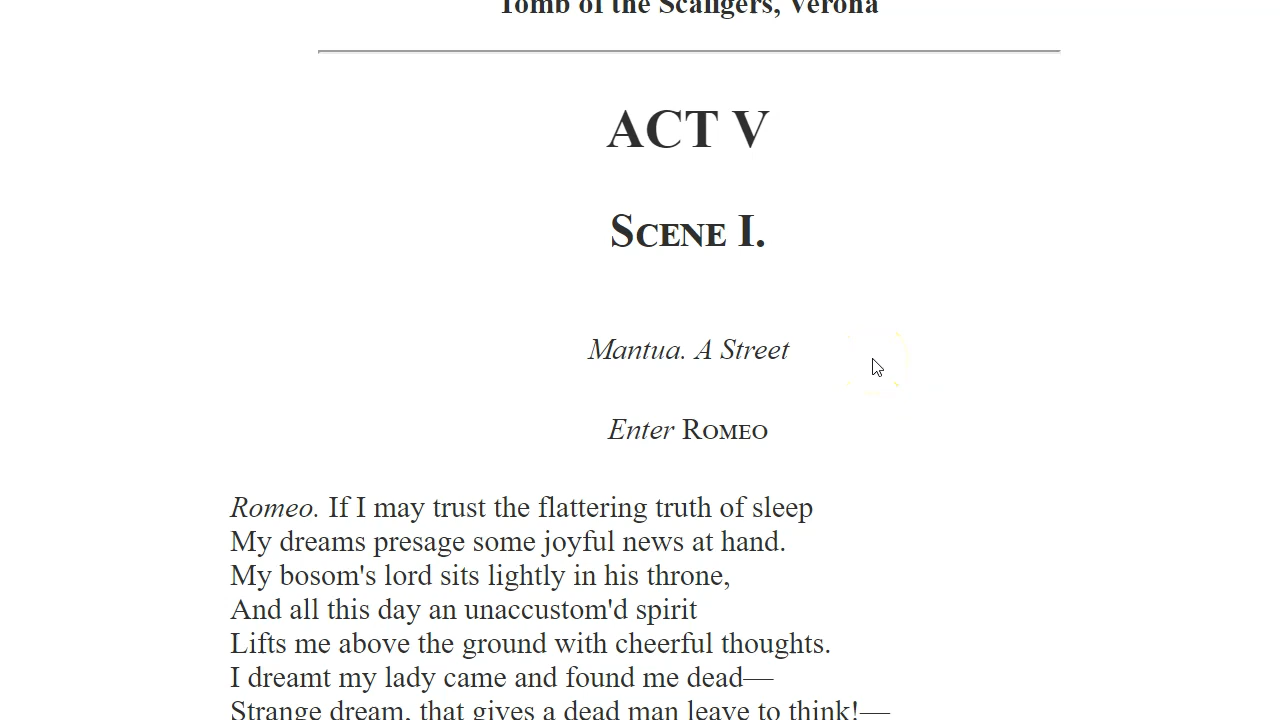 Tomb of the Scaligers, Verona
ACT V
Scene I.
Mantua. A Street
Enter Romeo
Romeo. If I may trust the flattering truth of sleep
My dreams presage some joyful news at hand.
My bosom's lord sits lightly in his throne,
And all this day an unaccustom'd spirit
Lifts me above the ground with cheerful thoughts.
I dreamt my lady came and found me dead—
Strange dream, that gives a dead man leave to think!—